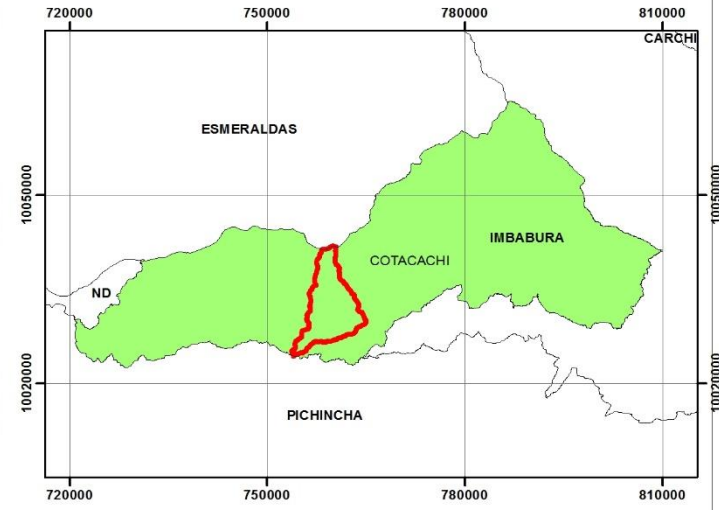 720000 750000 780000 810000
CARCHI
ESMERALDAS
10050000 10050000
IMBABURA
COTACACHI
ND
10020000 10020000
PICHINCHA
720000 750000 780000 810000